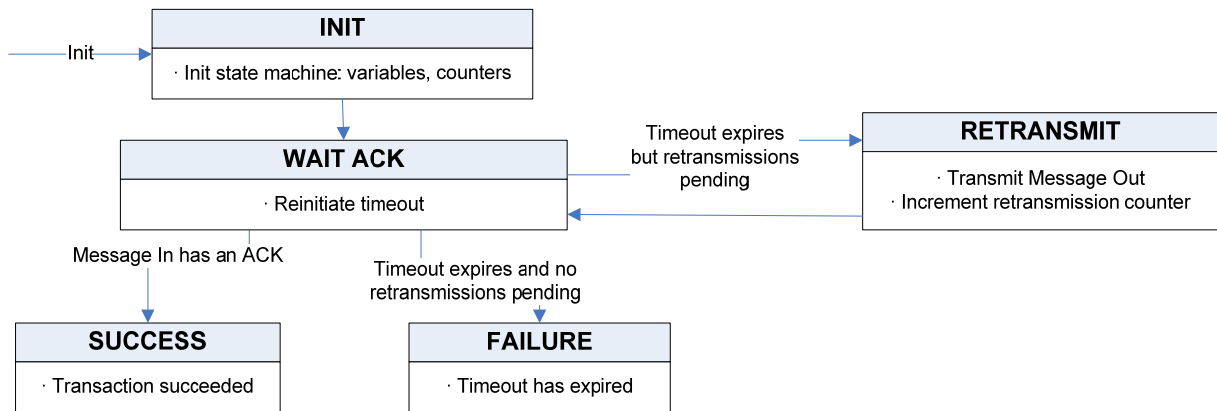 Init
INIT
· Init state machine: variables, counters
WAIT ACK
· Reinitiate timeout
Timeout expires
but retransmissions
pending
RETRANSMIT
· Transmit Message Out
· Increment retransmission counter
Message In has an ACK
Timeout expires and no
retransmissions pending
SUCCESS
· Transaction succeeded
FAILURE
· Timeout has expired